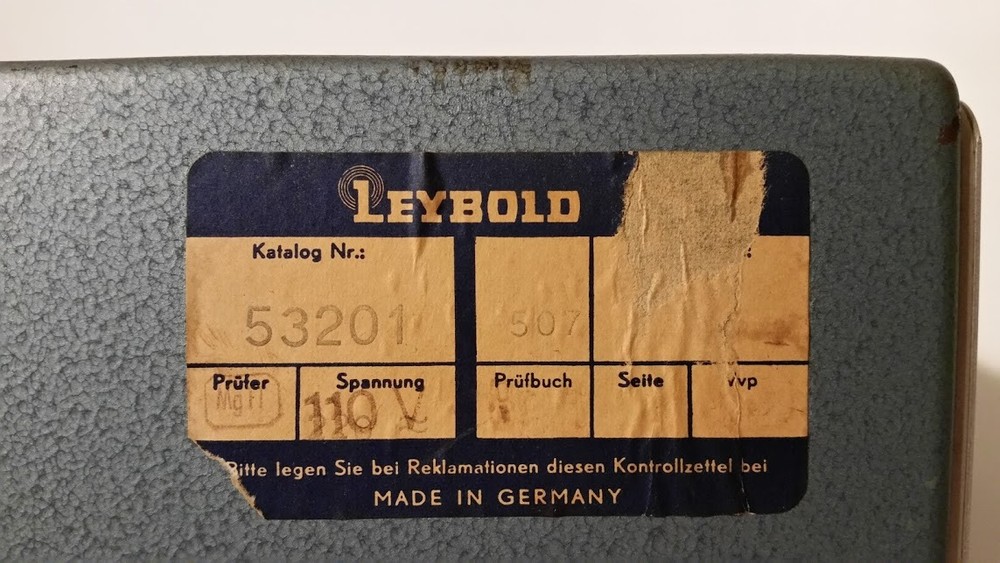 LEYBOLD
Katalog Nr.:
53201 507
Prüfer Spannung Prüfbuch Seite
110 V
Bitte legen Sie bei Reklamationen diesen Kontrollzettel bei
MADE IN GERMANY